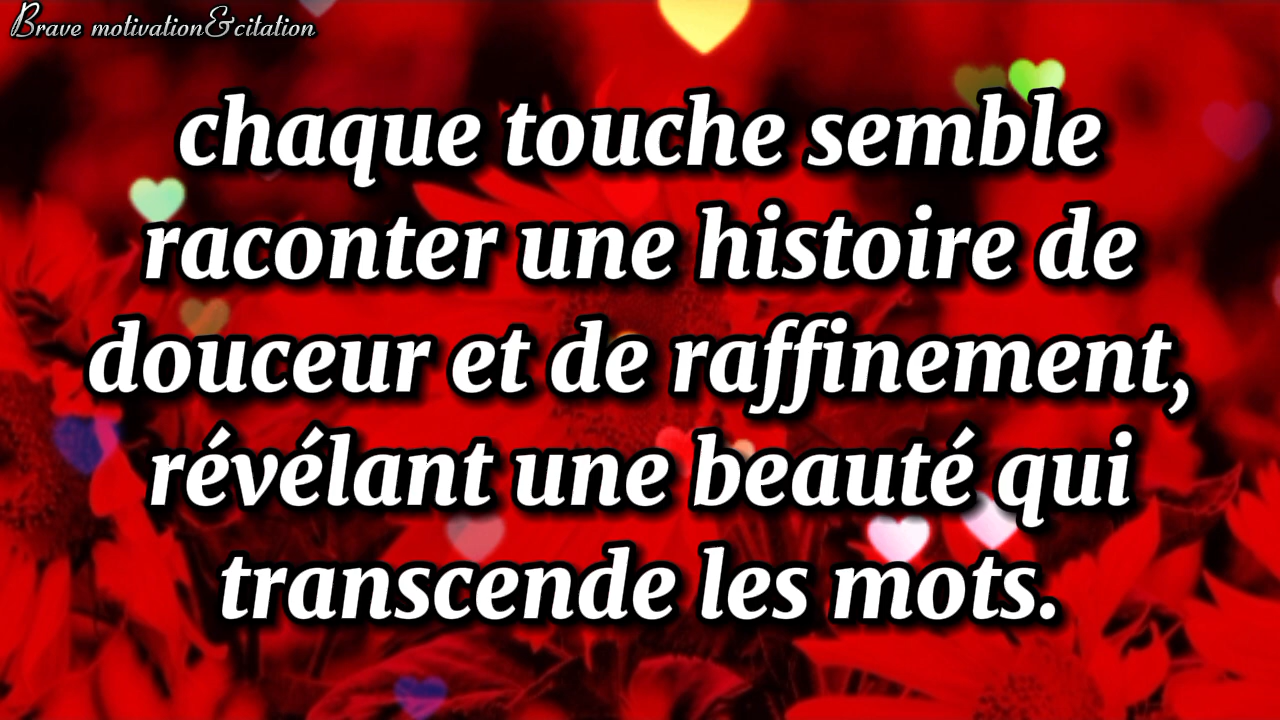 Brave motivation&citation
chaque touche semble
raconter une histoire de
douceur et de raffinement,
révélant une beauté qui
transcende les mots.